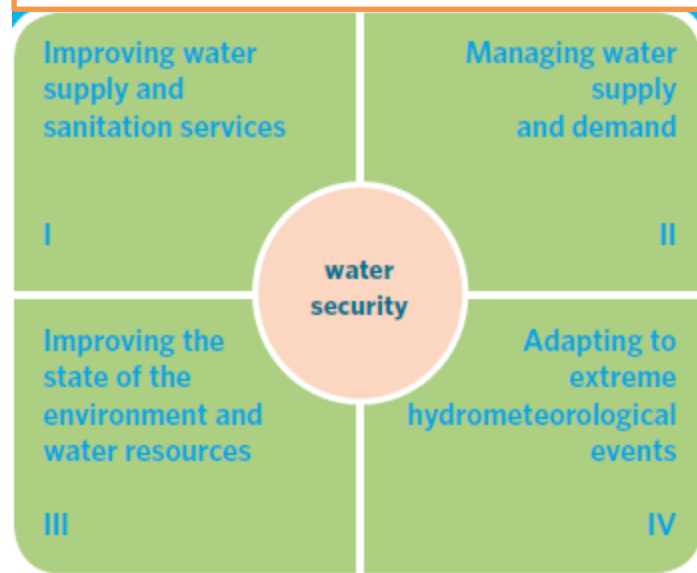 Improving water
supply and
sanitation services
I
Managing water
supply
and demand
II
water
security
Improving the
state of the
environment and
water resources
III
Adapting to
extreme
hydrometeorological
events
IV